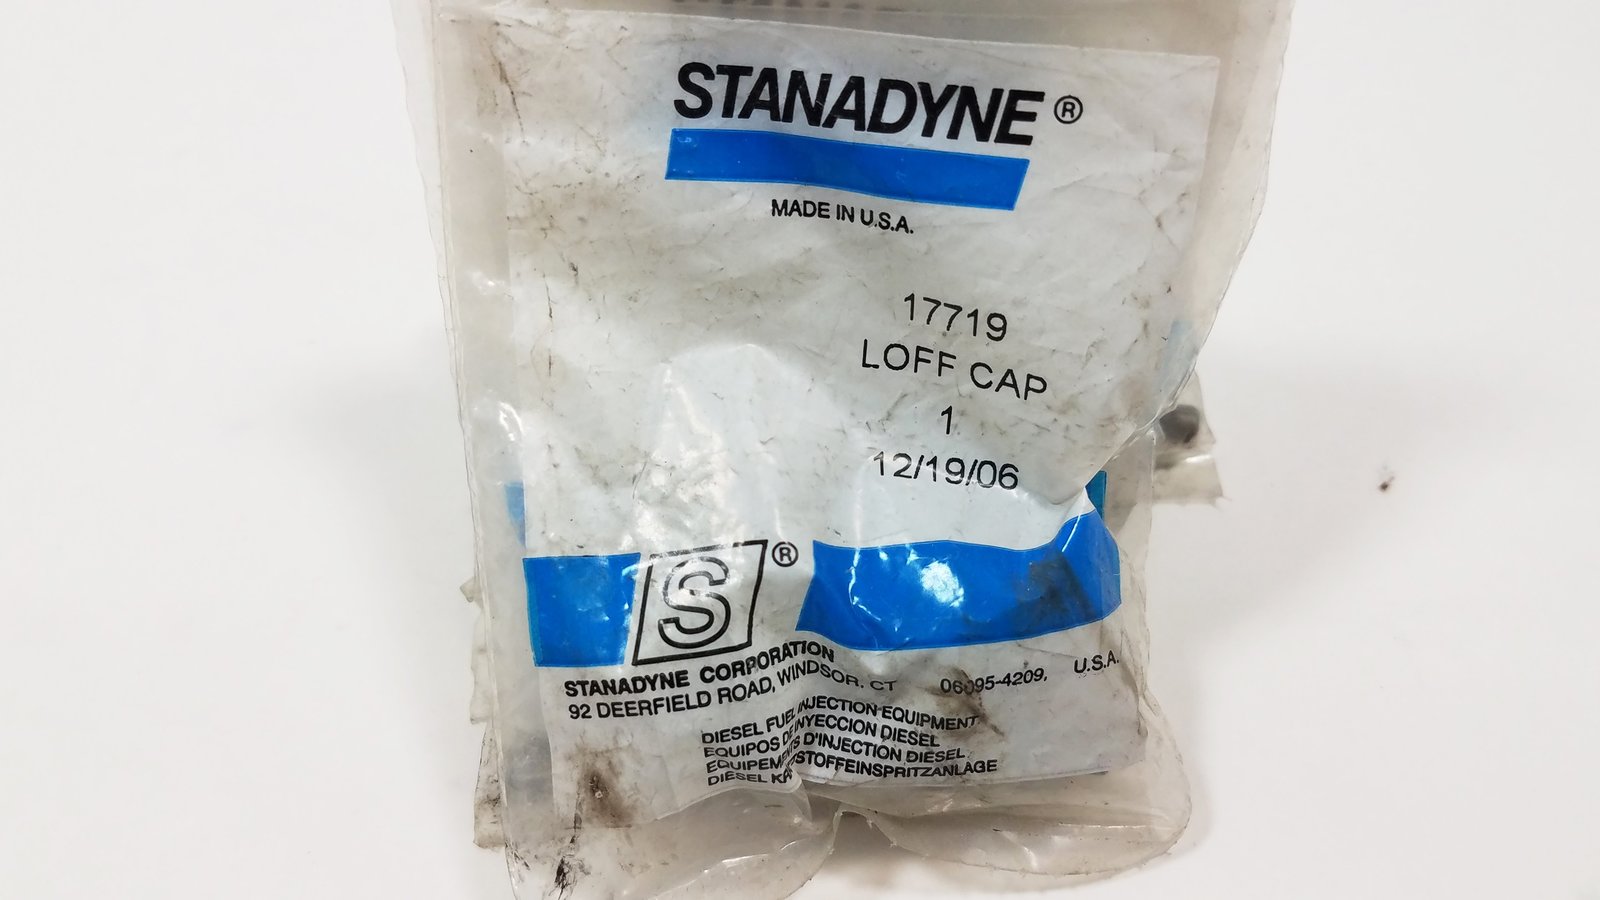 STANADYNE®
MADE IN U.S.A.
17719
LOFF CAP
1
12/19/06
S®
STANADYNE CORPORATION
92 DEERFIELD ROAD, WINDSOR, CT 06095-4209, U.S.A.
DIESEL FUEL INJECTION EQUIPMENT
EQUIPOS DE INYECCION DIESEL
EQUIPEMENTS D'INJECTION DIESEL
DIESEL